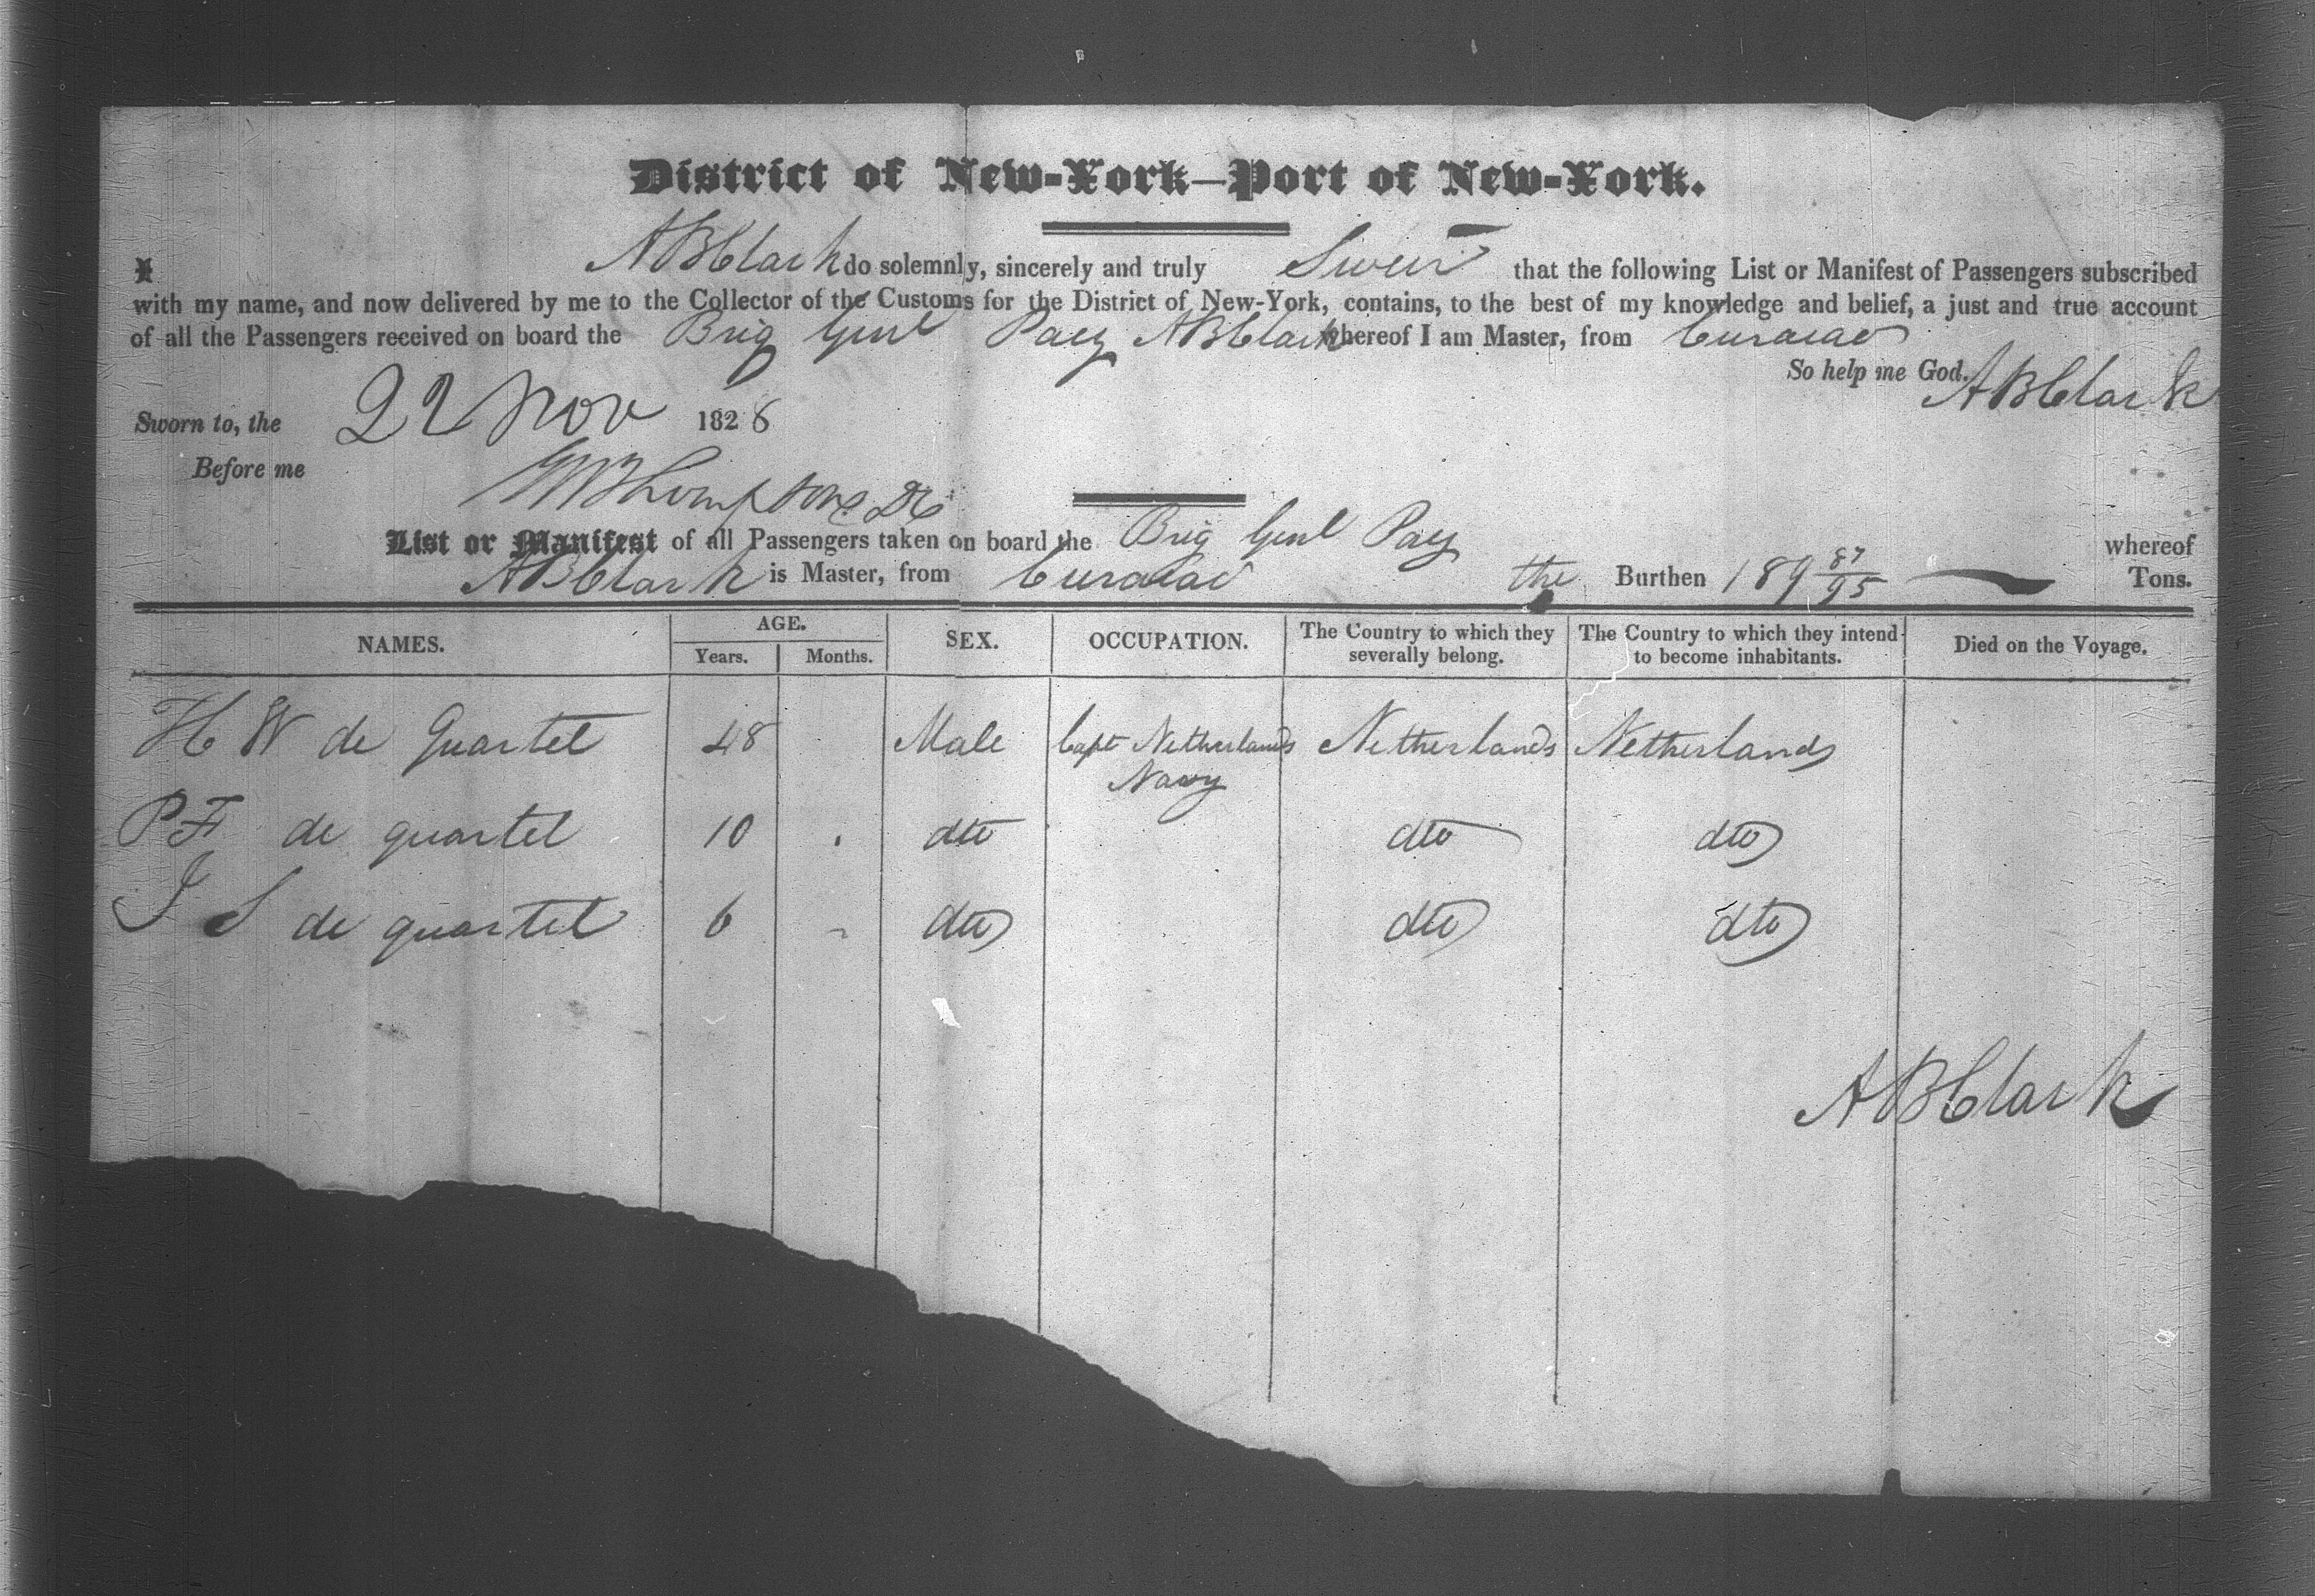 District of New-York—Port of New-York.
I A B Clark do solemnly, sincerely and truly Swear that the following List or Manifest of Passengers subscribed
with my name, and now delivered by me to the Collector of the Customs for the District of New-York, contains, to the best of my knowledge and belief, a just and true account
of all the Passengers received on board the Brig Genl Paez A B Clark whereof I am Master, from Curacao
So help me God. A B Clark
Sworn to, the 22 Nov 1828
Before me
Thompson
List or Manifest of all Passengers taken on board the Brig Genl Paez whereof
A B Clark is Master, from Curacao the Burthen 189 87/95 Tons.
NAMES. AGE. SEX. OCCUPATION. The Country to which they severally belong. The Country to which they intend to become inhabitants. Died on the Voyage.
Years. Months.
H W de Quartel 48 Male Capt Netherlands Navy Netherlands Netherlands
P F de quartel 10 dto dto dto
J S de quartel 6 - dto dto dto
A B Clark